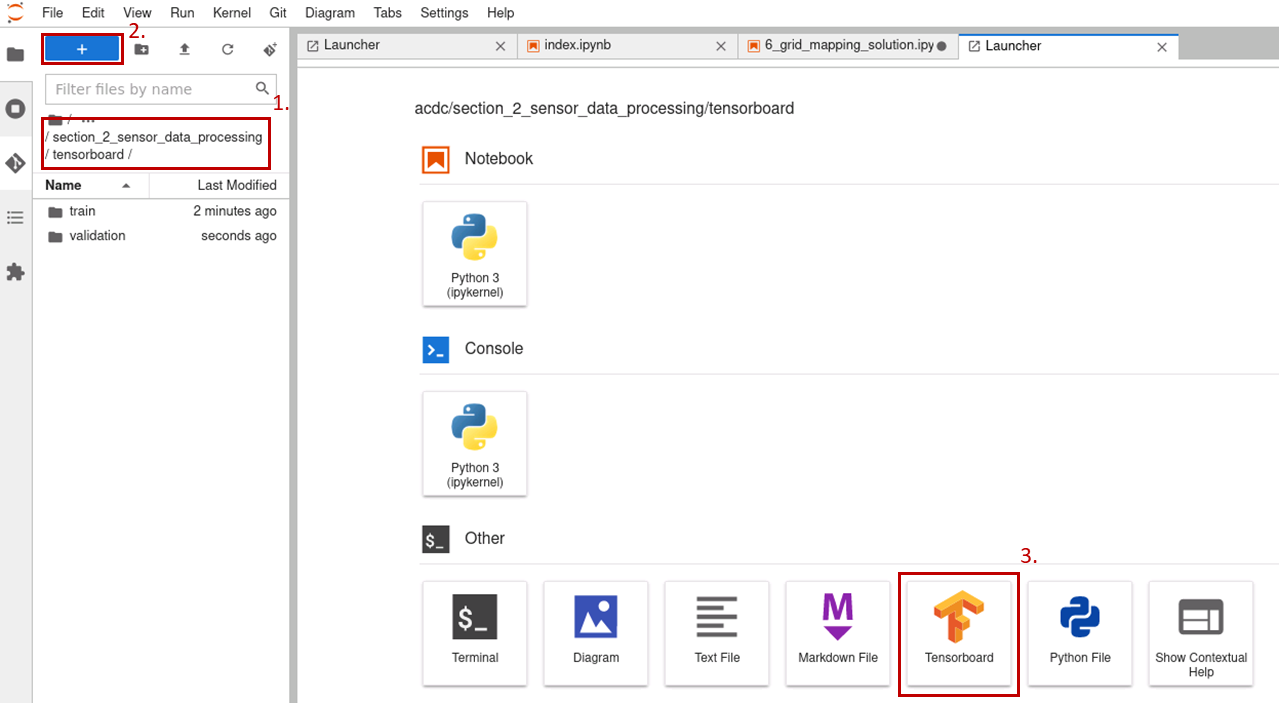 File Edit View Run Kernel Git Diagram Tabs Settings Help
2.
Launcher
index.ipynb
6_grid_mapping_solution.ipy
Launcher
Filter files by name
1.
/ ...
/ section_2_sensor_data_processing
/ tensorboard /
Name Last Modified
train 2 minutes ago
validation seconds ago
acdc/section_2_sensor_data_processing/tensorboard
Notebook
Python 3
(ipykernel)
Console
Python 3
(ipykernel)
$_ Other
3.
$_
Terminal
Diagram
Text File
M
Markdown File
Tensorboard
Python File
Show Contextual
Help